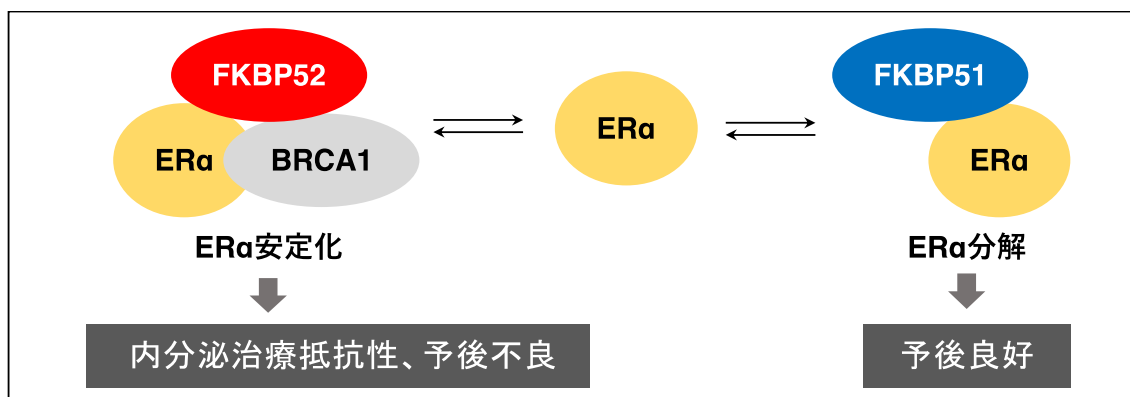 FKBP52
ERα
BRCA1
ERα安定化
内分泌治療抵抗性、予後不良
ERα
FKBP51
ERα
ERα分解
予後良好